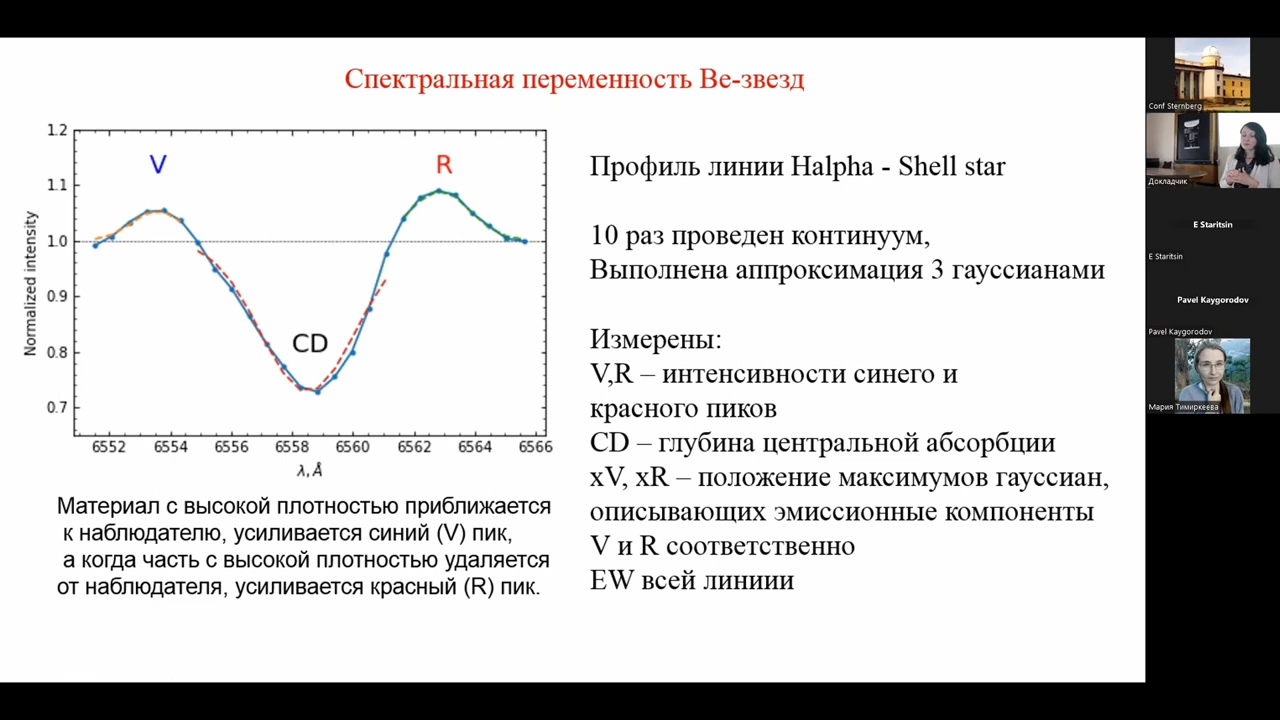 Спектральная переменность Be-звезд
1.2
1.1
1.0
0.9
0.8
0.7
Normalized intensity
V
R
CD
6552 6554 6556 6558 6560 6562 6564 6566
λ, Å
Материал с высокой плотностью приближается
к наблюдателю, усиливается синий (V) пик,
а когда часть с высокой плотностью удаляется
от наблюдателя, усиливается красный (R) пик.
Профиль линии Halpha - Shell star
10 раз проведен континуум,
Выполнена аппроксимация 3 гауссианами
Измерены:
V,R – интенсивности синего и
красного пиков
CD – глубина центральной абсорбции
xV, xR – положение максимумов гауссиан,
описывающих эмиссионные компоненты
V и R соответственно
EW всей линиии
Conf Sternberg
Докладчик
E Staritsin
E Staritsin
Pavel Kaygorodov
Pavel Kaygorodov
Мария Тимиркеева